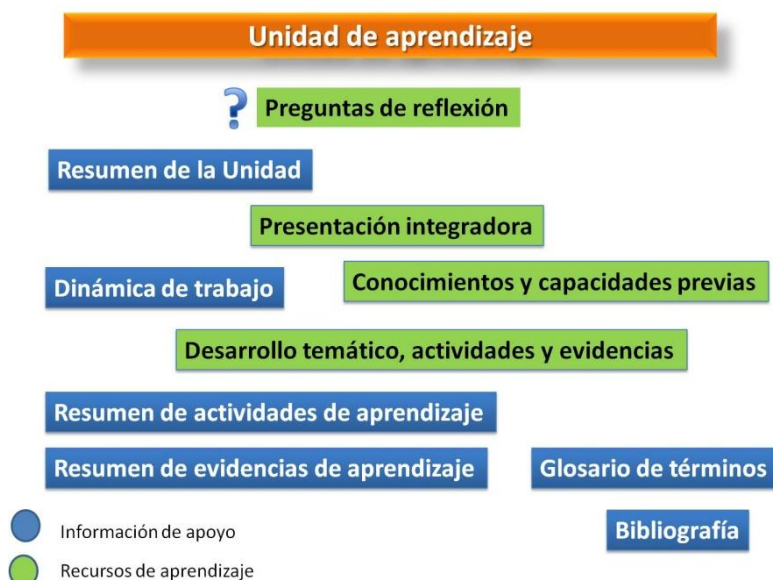 Unidad de aprendizaje
? Preguntas de reflexión
Resumen de la Unidad
Presentación integradora
Dinámica de trabajo
Conocimientos y capacidades previas
Desarrollo temático, actividades y evidencias
Resumen de actividades de aprendizaje
Resumen de evidencias de aprendizaje
Glosario de términos
Información de apoyo
Bibliografía
Recursos de aprendizaje